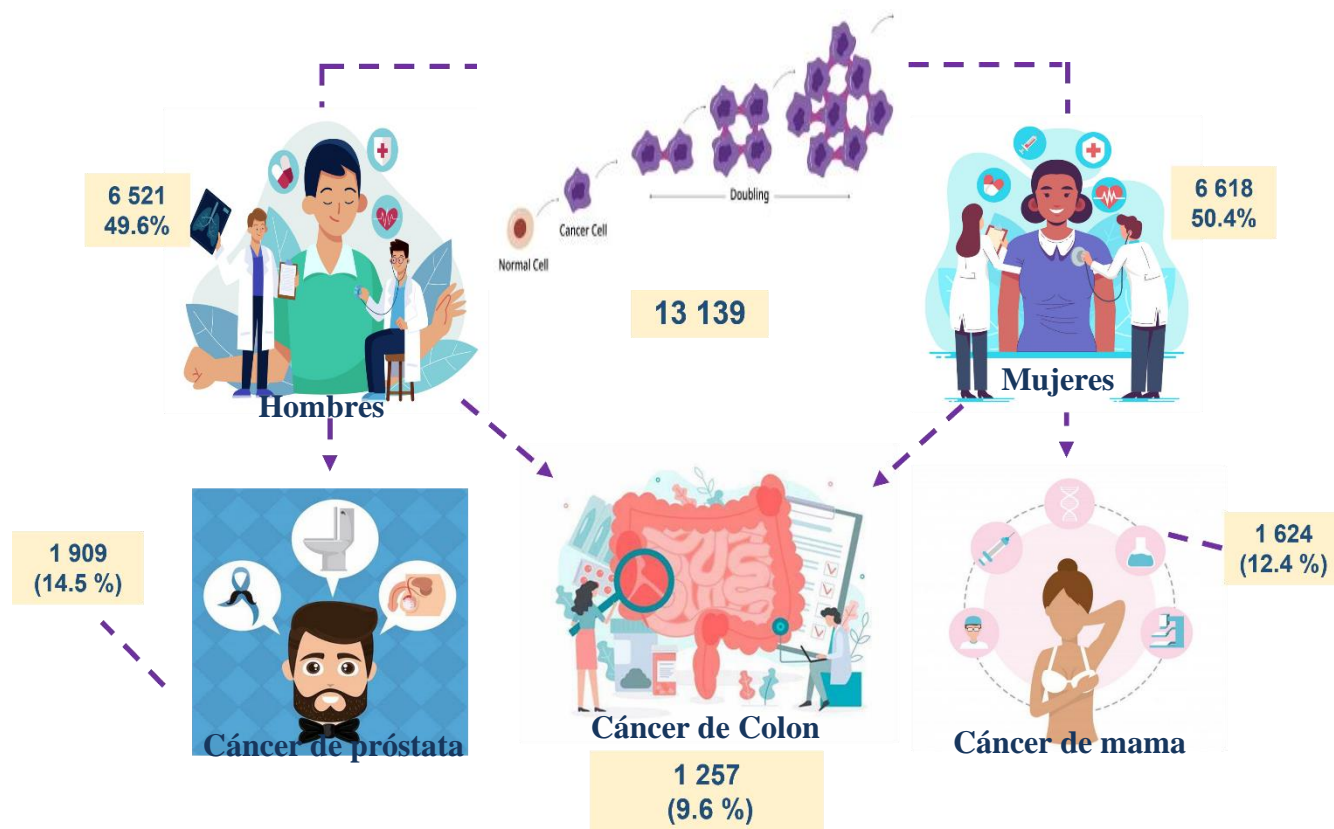 Doubling
Cancer Cell
Normal Cell
6 521
49.6%
6 618
50.4%
13 139
Hombres
Mujeres
1 909
(14.5 %)
1 624
(12.4 %)
Cáncer de próstata
Cáncer de Colon
Cáncer de mama
1 257
(9.6 %)